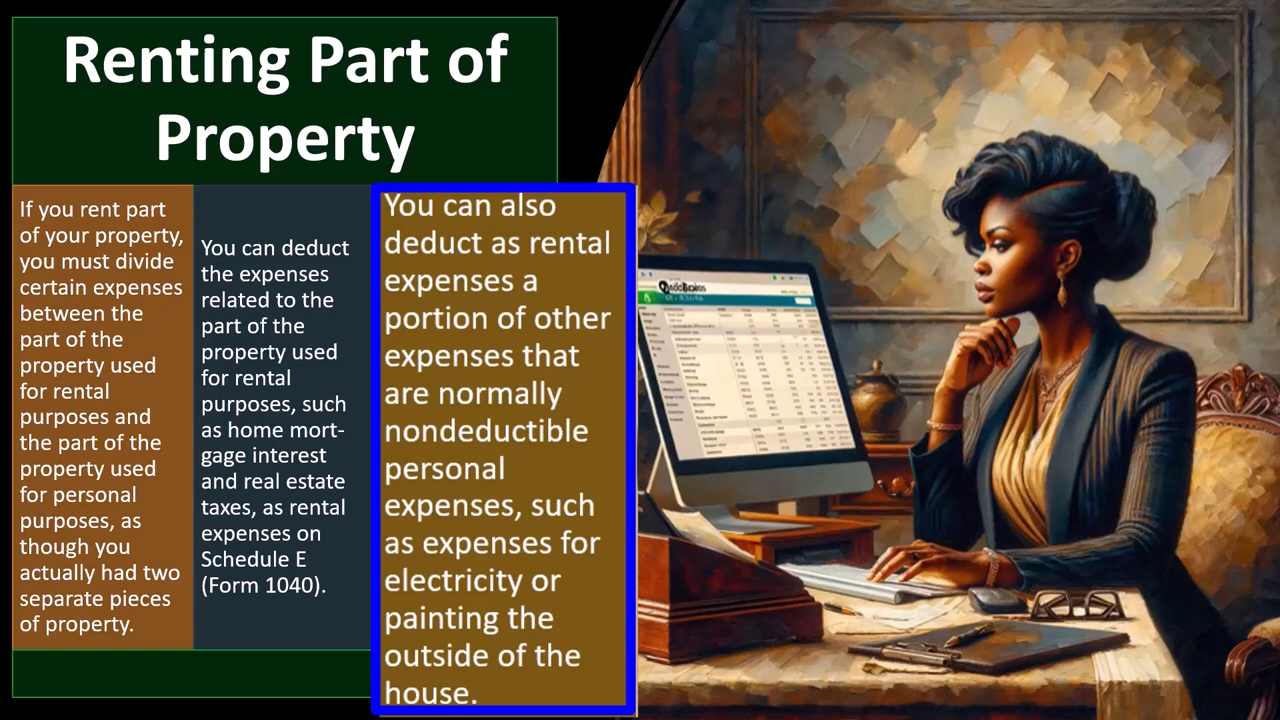 Renting Part of
Property
If you rent part
of your property,
you must divide
certain expenses
between the
part of the
property used
for rental
purposes and
the part of the
property used
for personal
purposes, as
though you
actually had two
separate pieces
of property.
You can deduct
the expenses
related to the
part of the
property used
for rental
purposes, such
as home mort-
gage interest
and real estate
taxes, as rental
expenses on
Schedule E
(Form 1040).
You can also
deduct as rental
expenses a
portion of other
expenses that
are normally
nondeductible
personal
expenses, such
as expenses for
electricity or
painting the
outside of the
house.